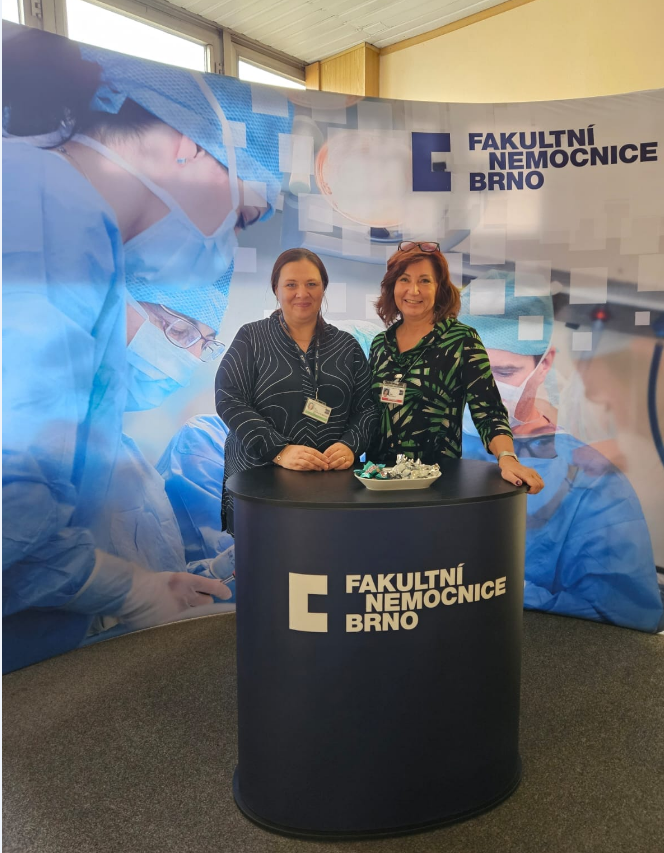 FAKULTNÍ
NEMOCNICE
BRNO
FAKULTNÍ
NEMOCNICE
BRNO